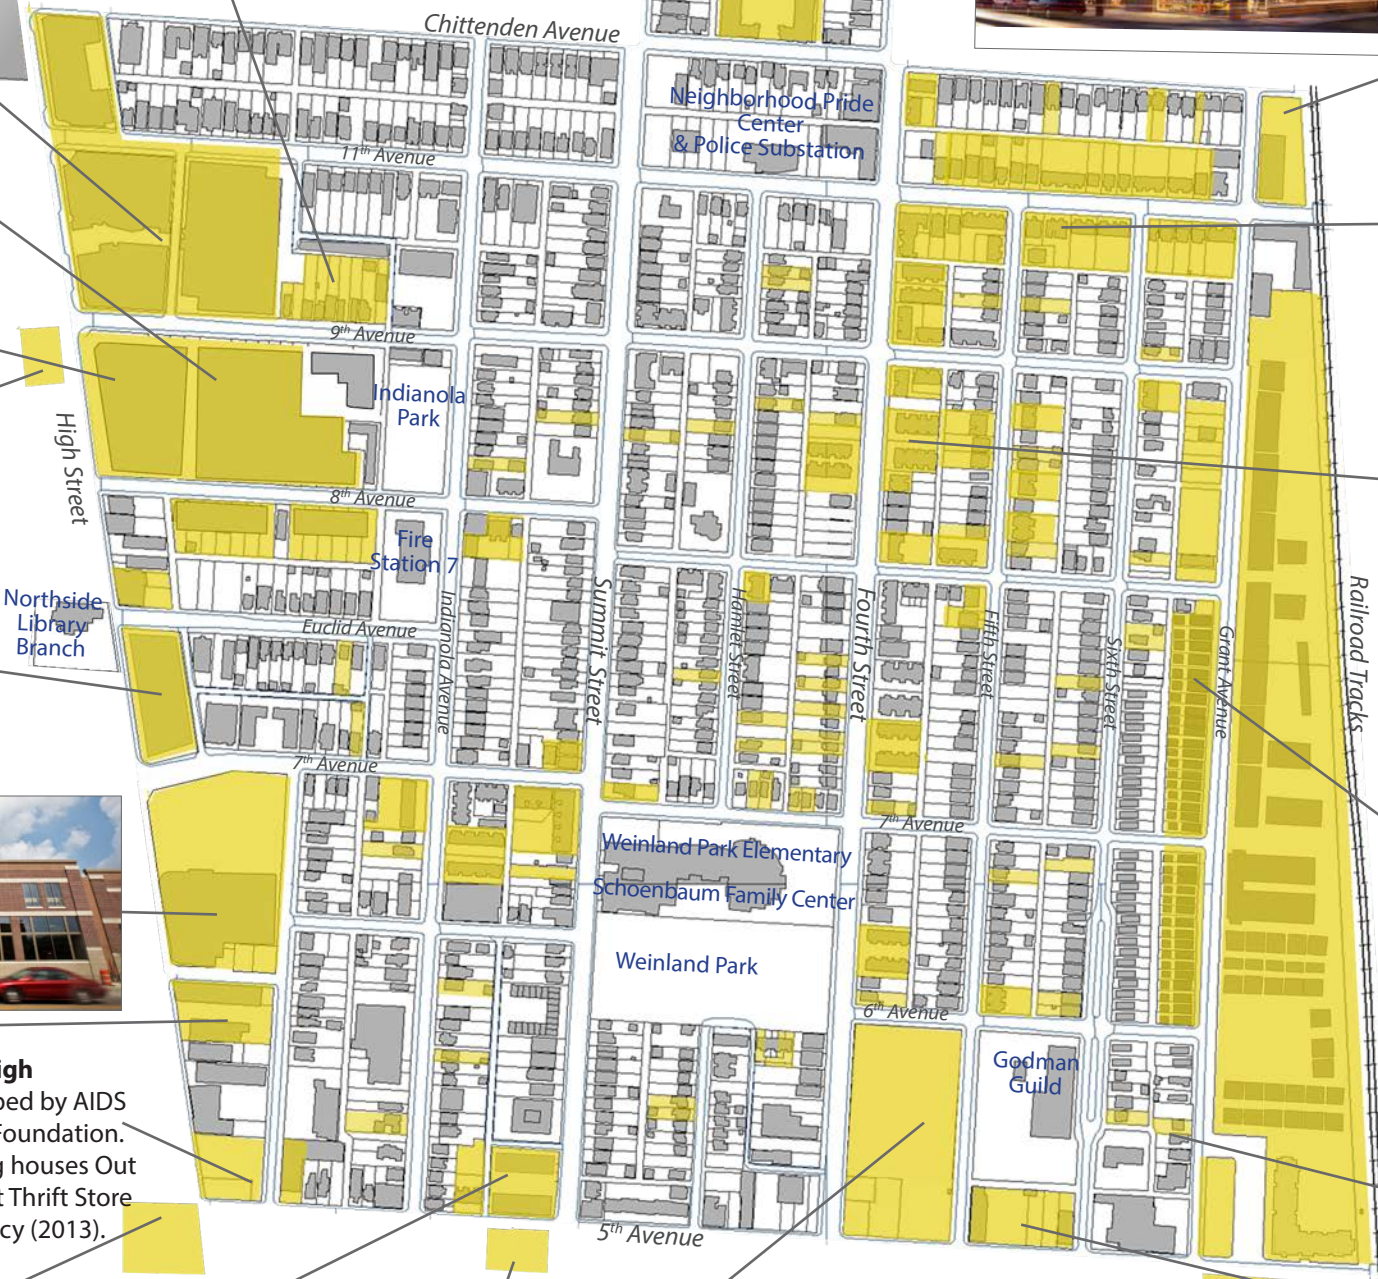 Chittenden Avenue
Neighborhood Pride
Center
& Police Substation
11th Avenue
9th Avenue
Indianola
Park
High Street
8th Avenue
Fire
Station 7
Northside
Library
Branch
Euclid Avenue
Indianola Avenue
Summit Street
Hamlet Street
Fourth Street
Fifth Street
Sixth Street
Grant Avenue
Railroad Tracks
7th Avenue
7th Avenue
Weinland Park Elementary
Schoenbaum Family Center
Weinland Park
6th Avenue
Godman
Guild
igh
ped by AIDS
Foundation.
g houses Out
t Thrift Store
cy (2013).
5th Avenue